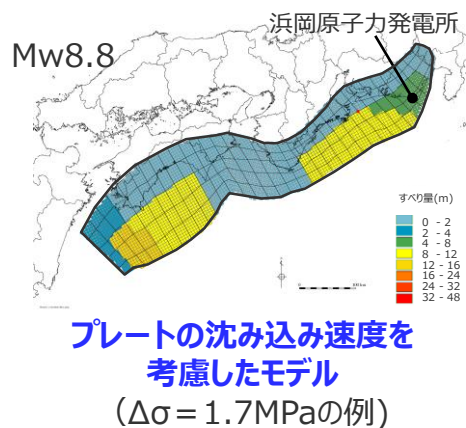 浜岡原子力発電所
Mw8.8
すべり量(m)
0 - 2
2 - 4
4 - 8
8 - 12
12 - 16
16 - 24
24 - 32
32 - 48
プレートの沈み込み速度を
考慮したモデル
（Δσ＝1.7MPaの例)